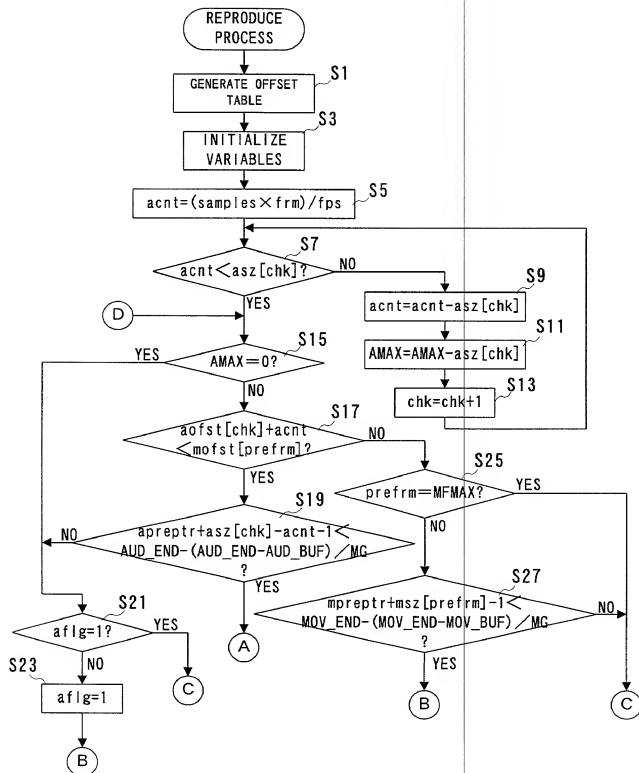 REPRODUCE
PROCESS
S1
GENERATE OFFSET
TABLE
S3
INITIALIZE
VARIABLES
S5
acnt=(samples×frm)/fps
S7
acnt<asz[chk]?
NO
YES
S9
acnt=acnt-asz[chk]
S11
AMAX=AMAX-asz[chk]
S13
chk=chk+1
D
S15
AMAX=0?
YES
NO
S17
aofst[chk]+acnt
<mofst[prefrm]?
NO
YES
S25
prefrm=MFMAX?
YES
NO
S19
apreptr+asz[chk]-acnt-1<
AUD_END-(AUD_END-AUD_BUF)/MG
?
NO
YES
A
S27
mpreptr+msz[prefrm]-1<
MOV_END-(MOV_END-MOV_BUF)/MG
?
NO
YES
B
C
S21
aflg=1?
YES
NO
C
S23
aflg=1
B